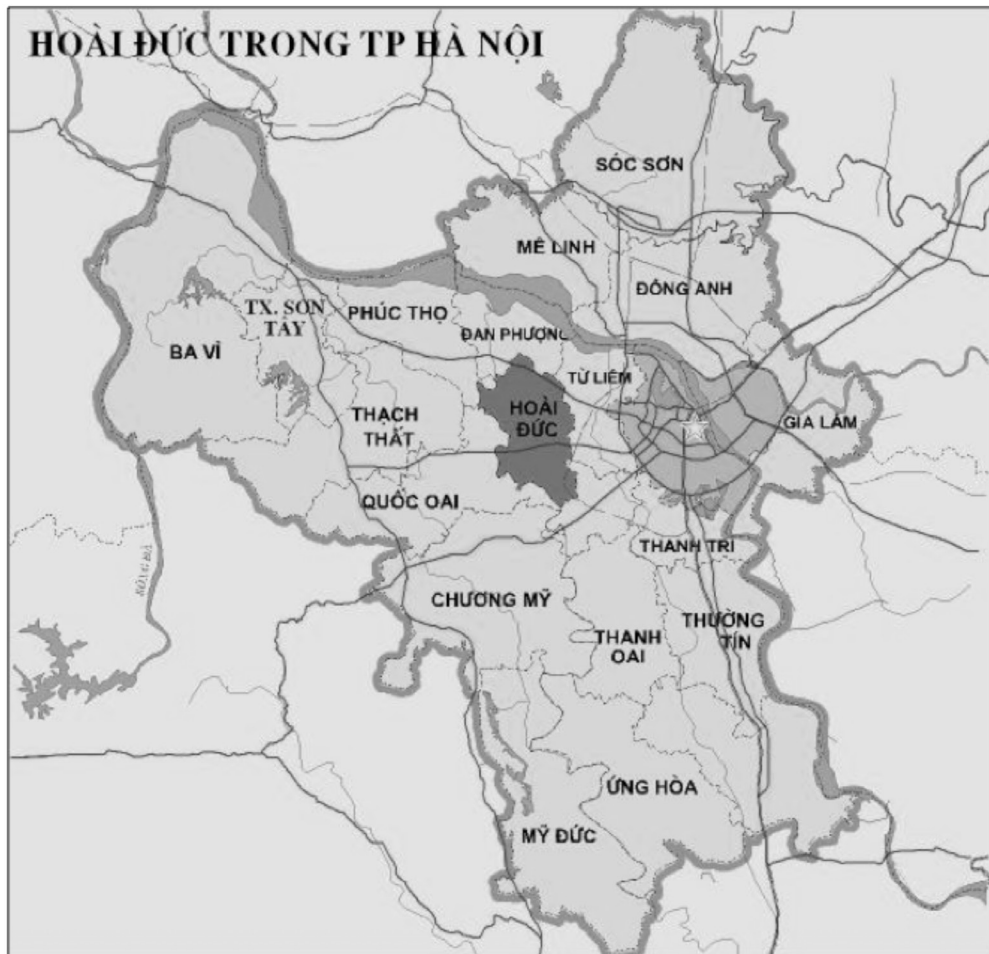 HOÀI ĐỨC TRONG TP HÀ NỘI
SÓC SƠN
MÊ LINH
ĐÔNG ANH
TX. SƠN
TÂY
PHÚC THỌ
ĐAN PHƯỢNG
BA VÌ
TỪ LIÊM
HOÀI
ĐỨC
THẠCH
THẤT
GIA LÂM
QUỐC OAI
THANH TRÌ
SÔNG ĐÀ
CHƯƠNG MỸ
THƯỜNG
TÍN
THANH
OAI
ỨNG HÒA
MỸ ĐỨC